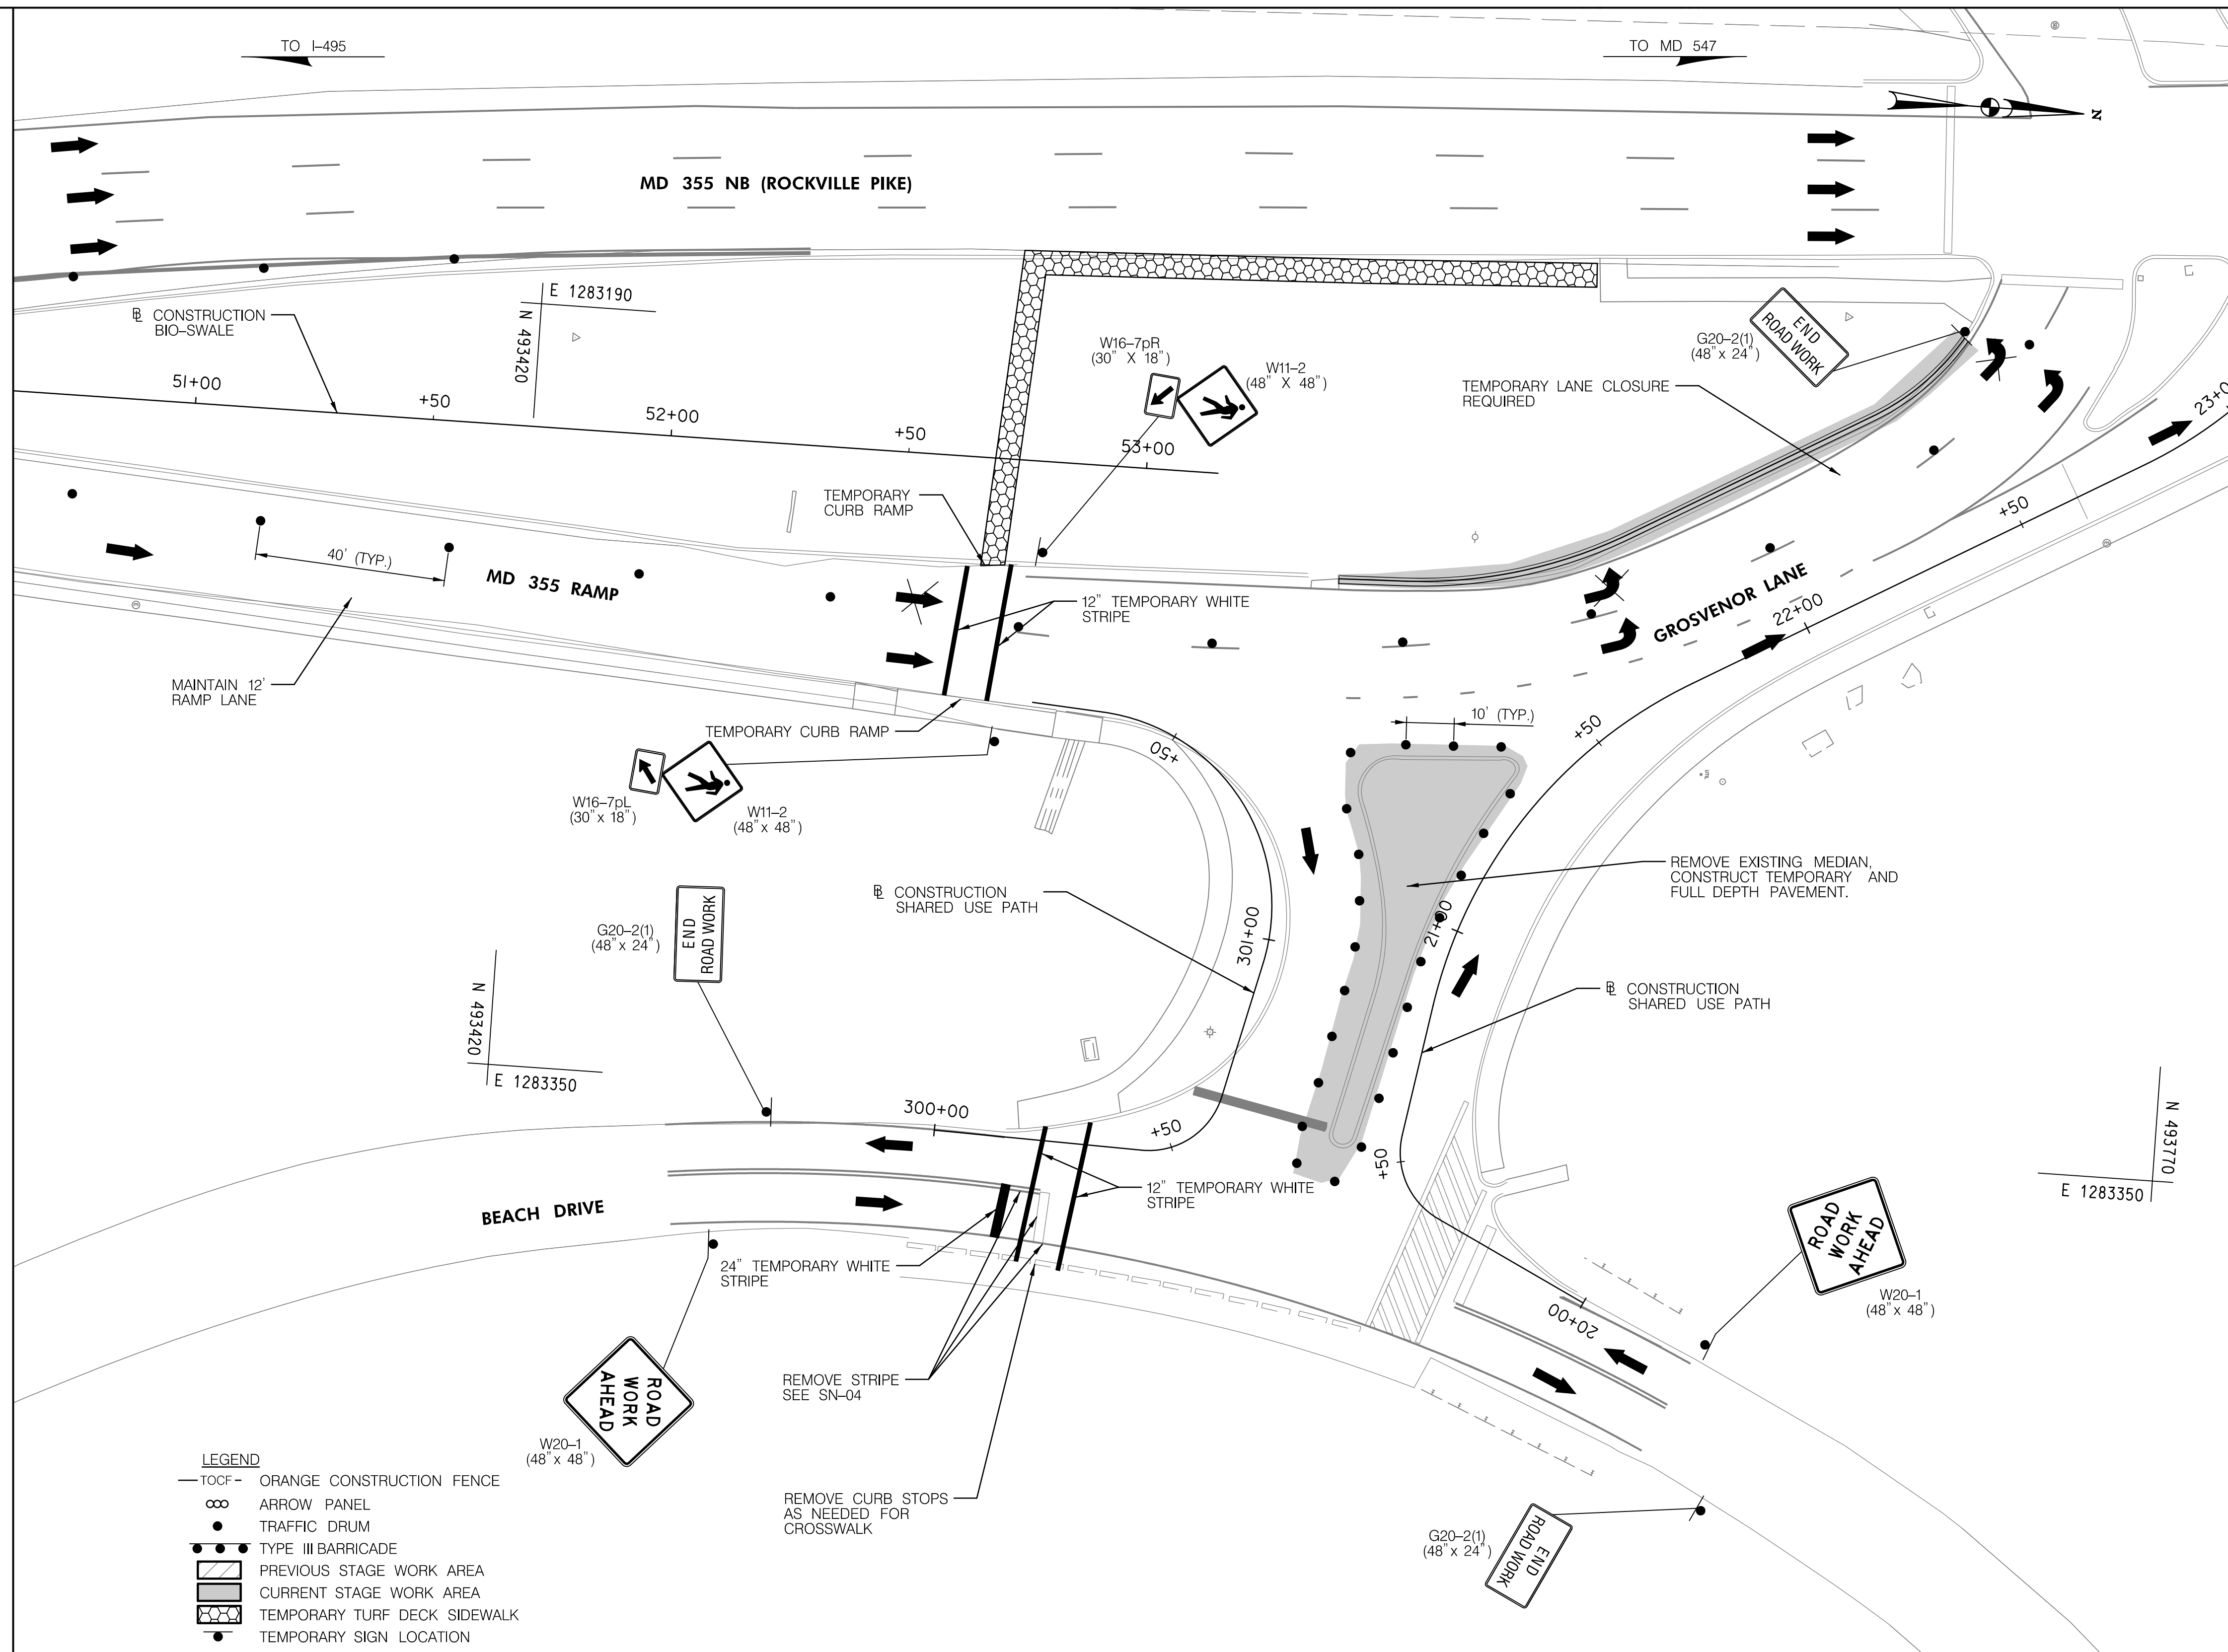 TO I-495
TO MD 547
N
MD 355 NB (ROCKVILLE PIKE)
℄ CONSTRUCTION
BIO-SWALE
E 1283190
N 493420
51+00
+50
52+00
+50
53+00
W16-7pR
(30" X 18")
W11-2
(48" X 48")
G20-2(1)
(48" x 24")
END
ROAD WORK
TEMPORARY LANE CLOSURE
REQUIRED
23+0
TEMPORARY
CURB RAMP
40' (TYP.)
MD 355 RAMP
12" TEMPORARY WHITE
STRIPE
GROSVENOR LANE
+50
22+00
MAINTAIN 12'
RAMP LANE
TEMPORARY CURB RAMP
+50
10' (TYP.)
+50
W16-7pL
(30" x 18")
W11-2
(48" x 48")
REMOVE EXISTING MEDIAN,
CONSTRUCT TEMPORARY AND
FULL DEPTH PAVEMENT.
℄ CONSTRUCTION
SHARED USE PATH
G20-2(1)
(48" x 24")
END
ROAD WORK
301+00
21+00
℄ CONSTRUCTION
SHARED USE PATH
N 493420
E 1283350
300+00
+50
+50
N 493770
E 1283350
BEACH DRIVE
12" TEMPORARY WHITE
STRIPE
24" TEMPORARY WHITE
STRIPE
ROAD
WORK
AHEAD
W20-1
(48" x 48")
20+00
REMOVE STRIPE
SEE SN-04
ROAD
WORK
AHEAD
W20-1
(48" x 48")
REMOVE CURB STOPS
AS NEEDED FOR
CROSSWALK
G20-2(1)
(48" x 24")
END
ROAD WORK
LEGEND
TOCF ORANGE CONSTRUCTION FENCE
ARROW PANEL
TRAFFIC DRUM
TYPE III BARRICADE
PREVIOUS STAGE WORK AREA
CURRENT STAGE WORK AREA
TEMPORARY TURF DECK SIDEWALK
TEMPORARY SIGN LOCATION